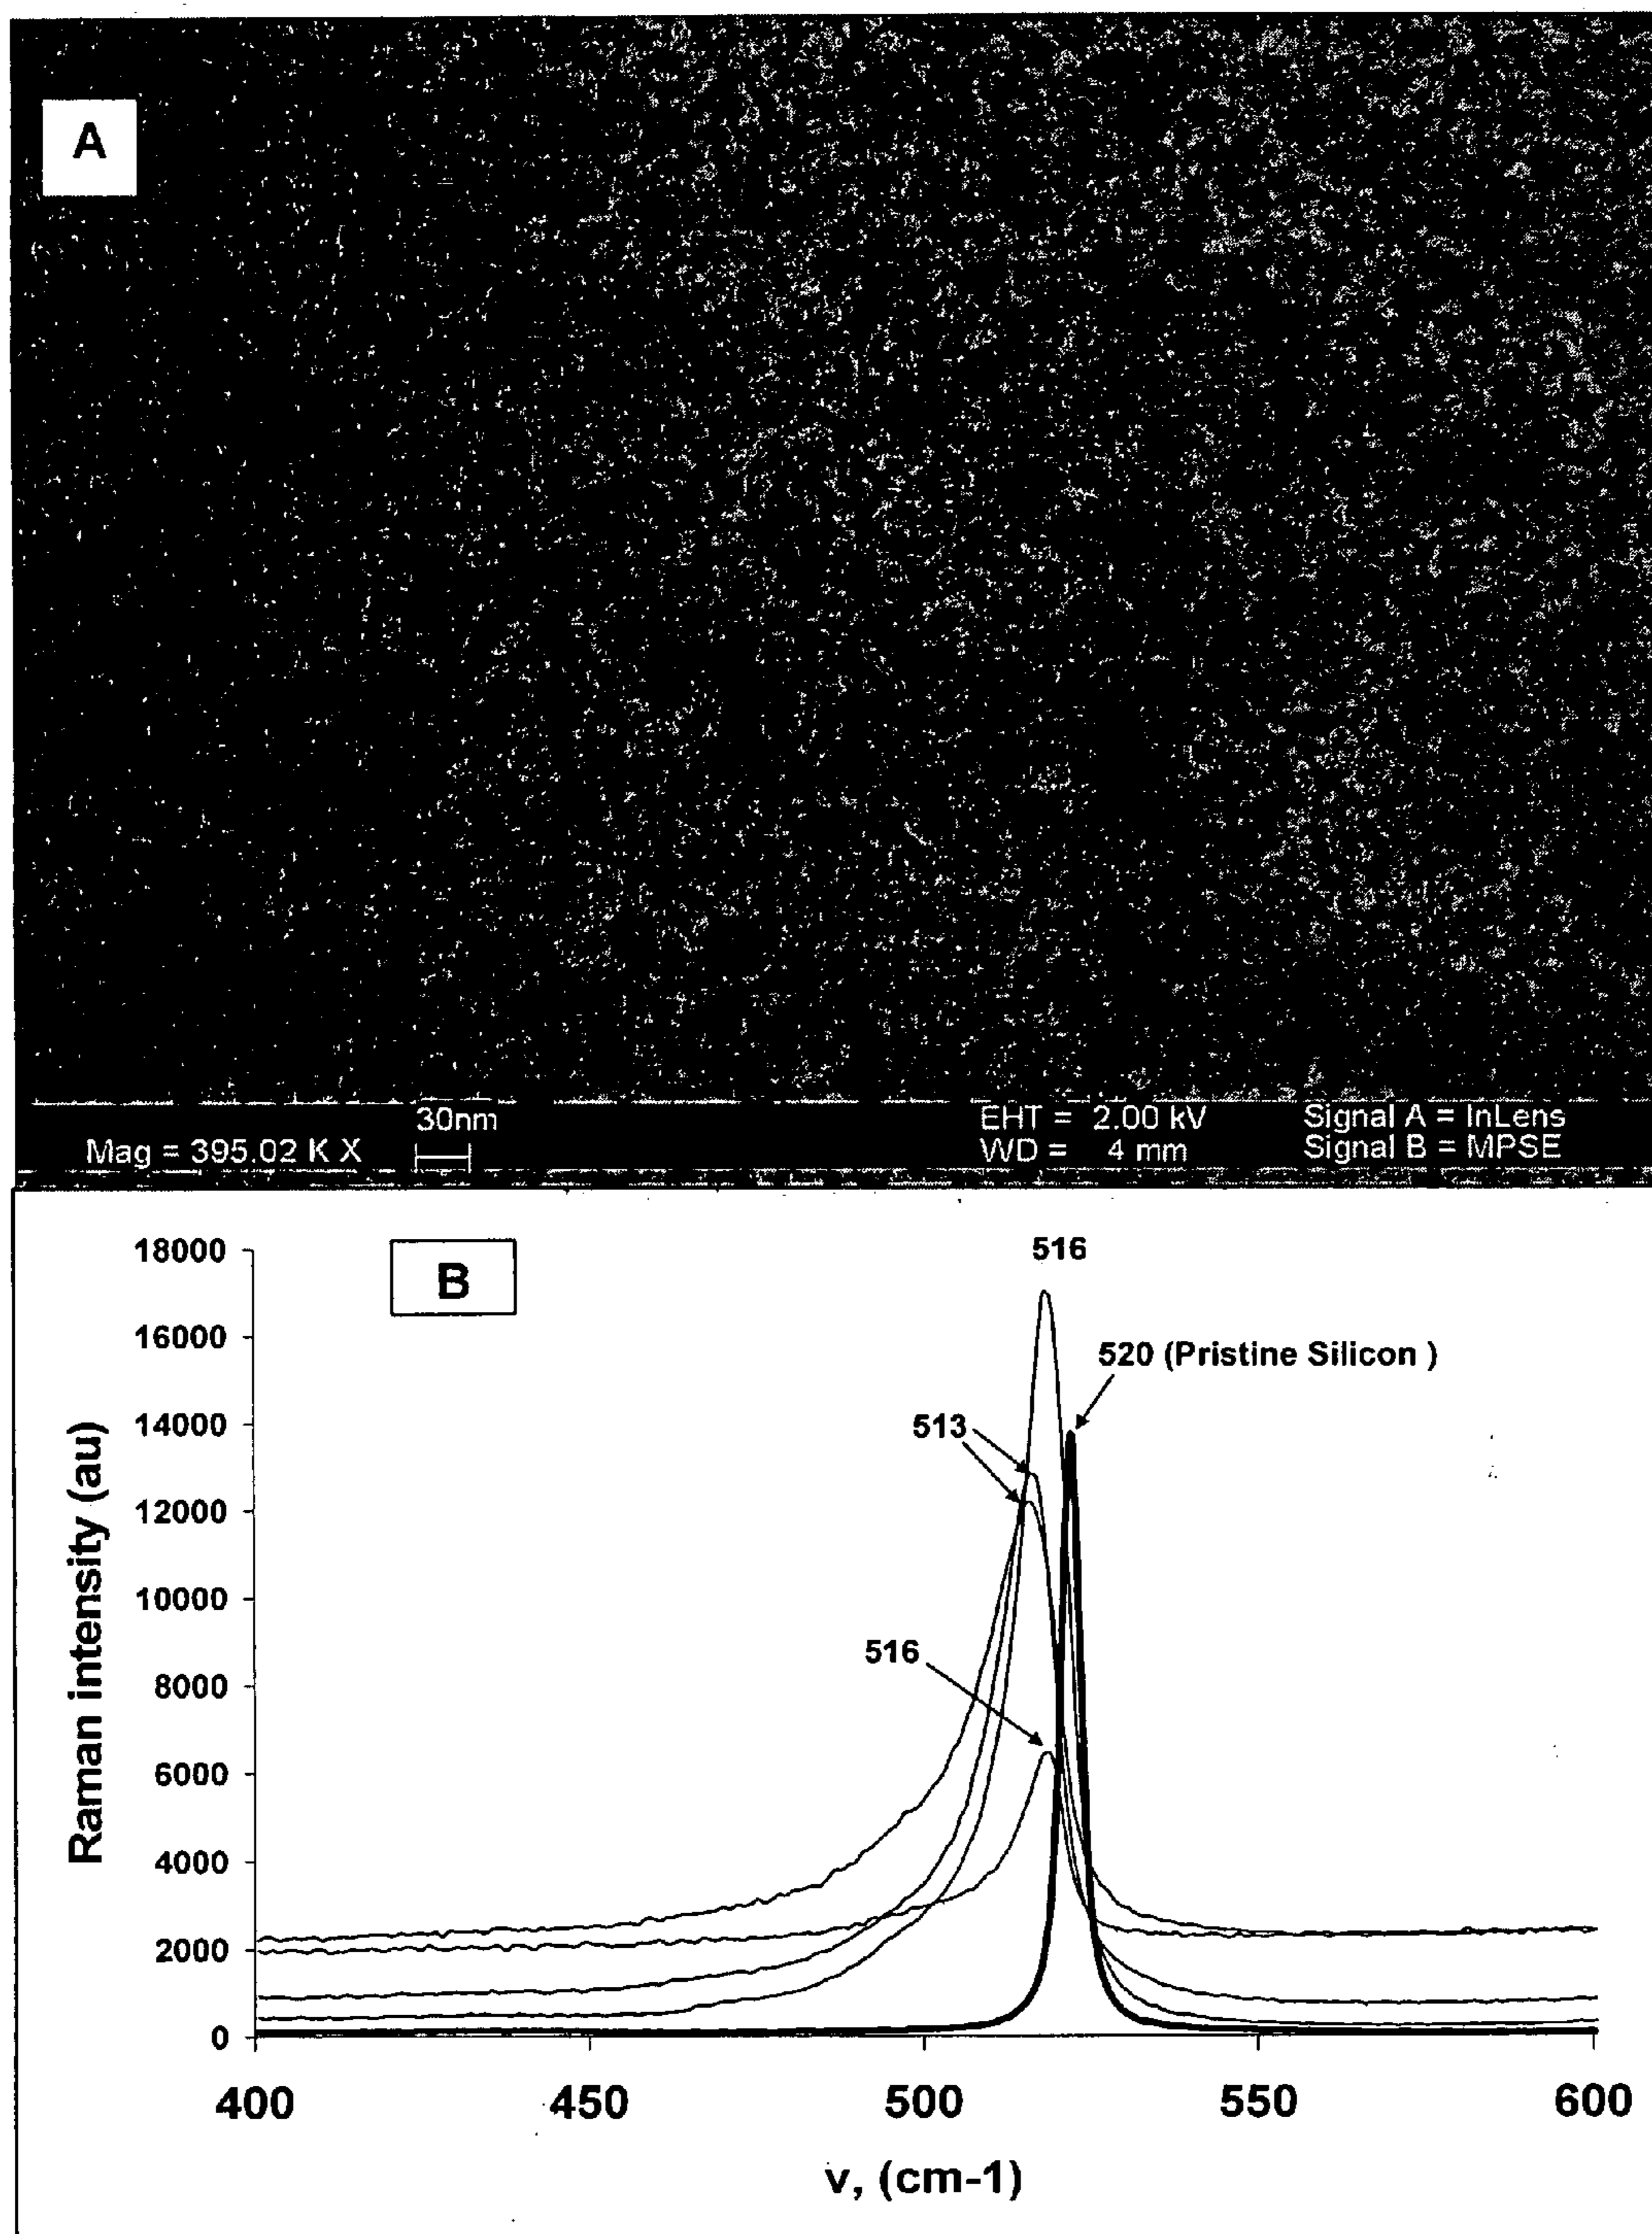 A
30nm
Mag = 395.02 K X
EHT = 2.00 kV
WD = 4 mm
Signal A = InLens
Signal B = MPSE
B
516
520 (Pristine Silicon )
513
516
Raman intensity (au)
18000
16000
14000
12000
10000
8000
6000
4000
2000
0
400 450 500 550 600
v, (cm-1)